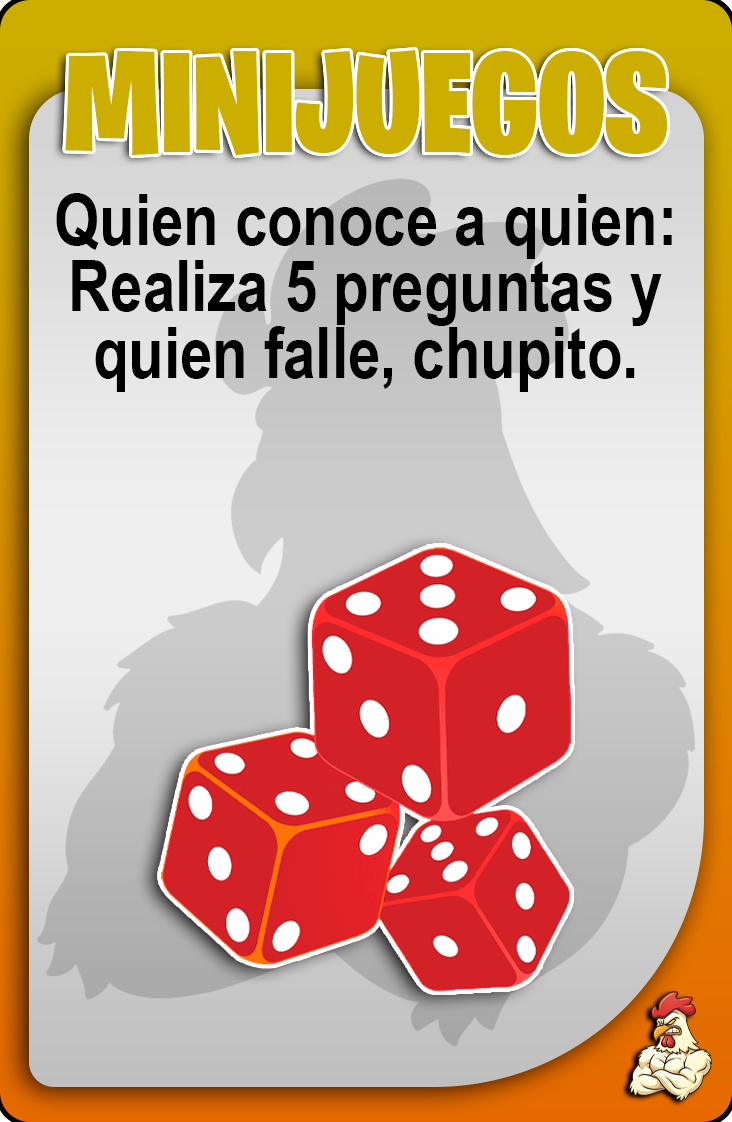 MINIJUEGOS
Quien conoce a quien:
Realiza 5 preguntas y
quien falle, chupito.